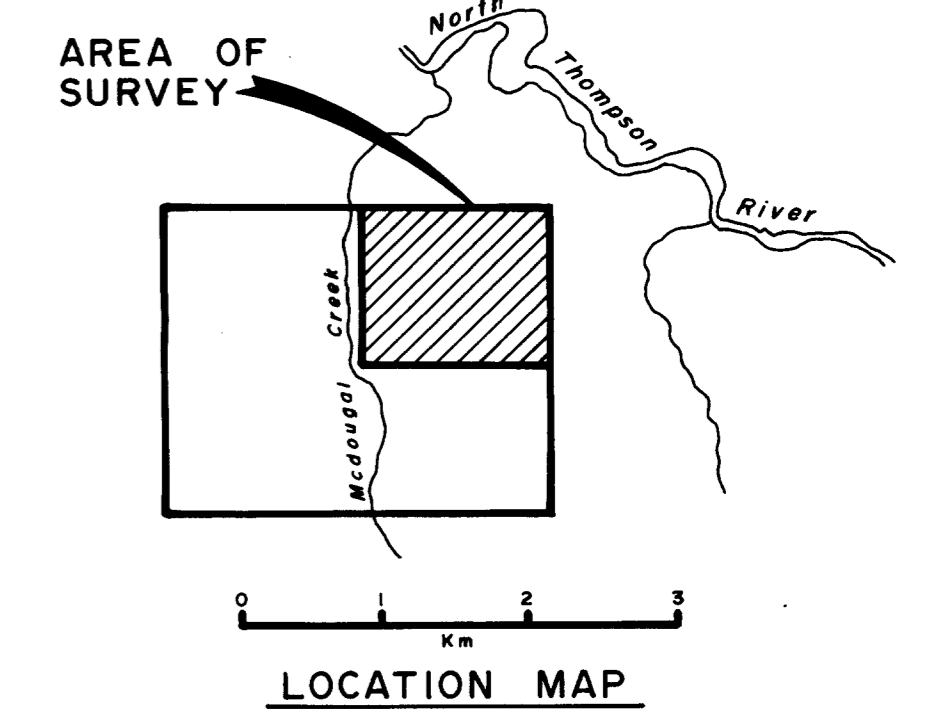 North
Thompson
River
AREA OF
SURVEY
Creek
Mcdougal
0 1 2 3
Km
LOCATION MAP